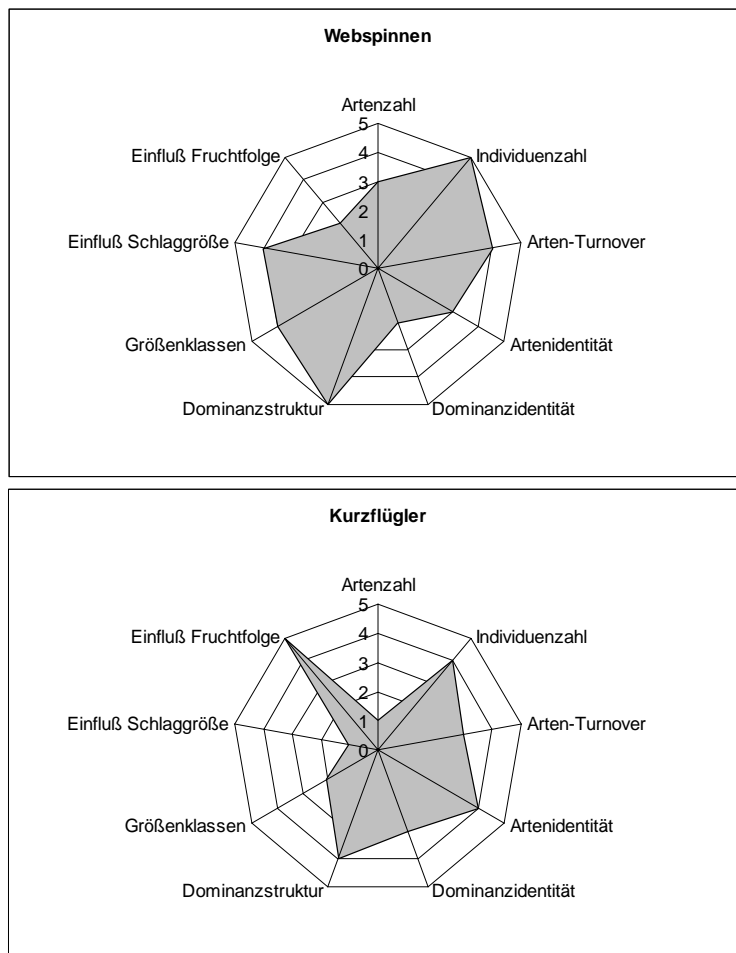 Webspinnen
Artenzahl
5
Einfluß Fruchtfolge
4
Individuenzahl
3
2
Einfluß Schlaggröße
1
Arten-Turnover
0
Größenklassen
Artenidentität
Dominanzstruktur
Dominanzidentität
Kurzflügler
Artenzahl
5
Einfluß Fruchtfolge
4
Individuenzahl
3
2
Einfluß Schlaggröße
1
Arten-Turnover
0
Größenklassen
Artenidentität
Dominanzstruktur
Dominanzidentität